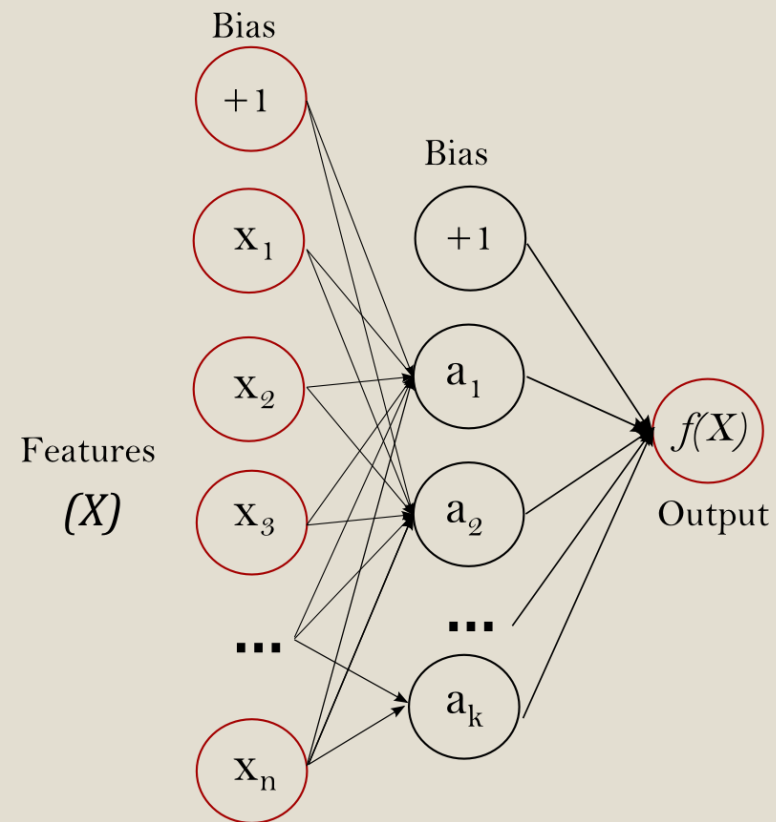 Bias
+1
x₁
x₂
x₃
...
xₙ
Features
(X)
Bias
+1
a₁
a₂
...
aₖ
f(X)
Output